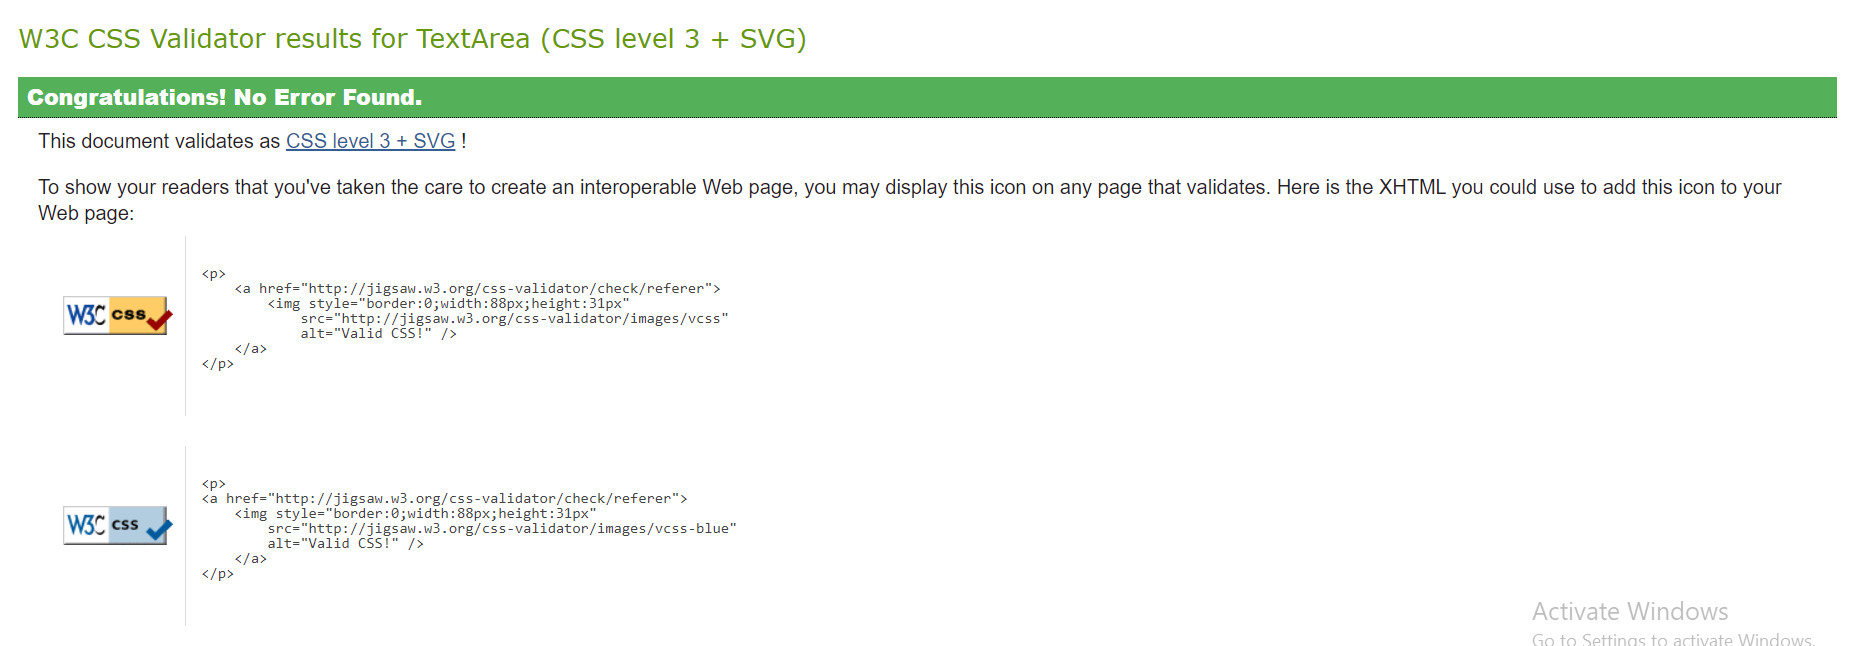 W3C CSS Validator results for TextArea (CSS level 3 + SVG)
Congratulations! No Error Found.
This document validates as CSS level 3 + SVG !
To show your readers that you've taken the care to create an interoperable Web page, you may display this icon on any page that validates. Here is the XHTML you could use to add this icon to your
Web page:
W3C css
<p>
    <a href="http://jigsaw.w3.org/css-validator/check/referer">
        <img style="border:0;width:88px;height:31px"
            src="http://jigsaw.w3.org/css-validator/images/vcss"
            alt="Valid CSS!" />
    </a>
</p>
W3C css
<p>
<a href="http://jigsaw.w3.org/css-validator/check/referer">
    <img style="border:0;width:88px;height:31px"
        src="http://jigsaw.w3.org/css-validator/images/vcss-blue"
        alt="Valid CSS!" />
    </a>
</p>
Activate Windows
Go to Settings to activate Windows.